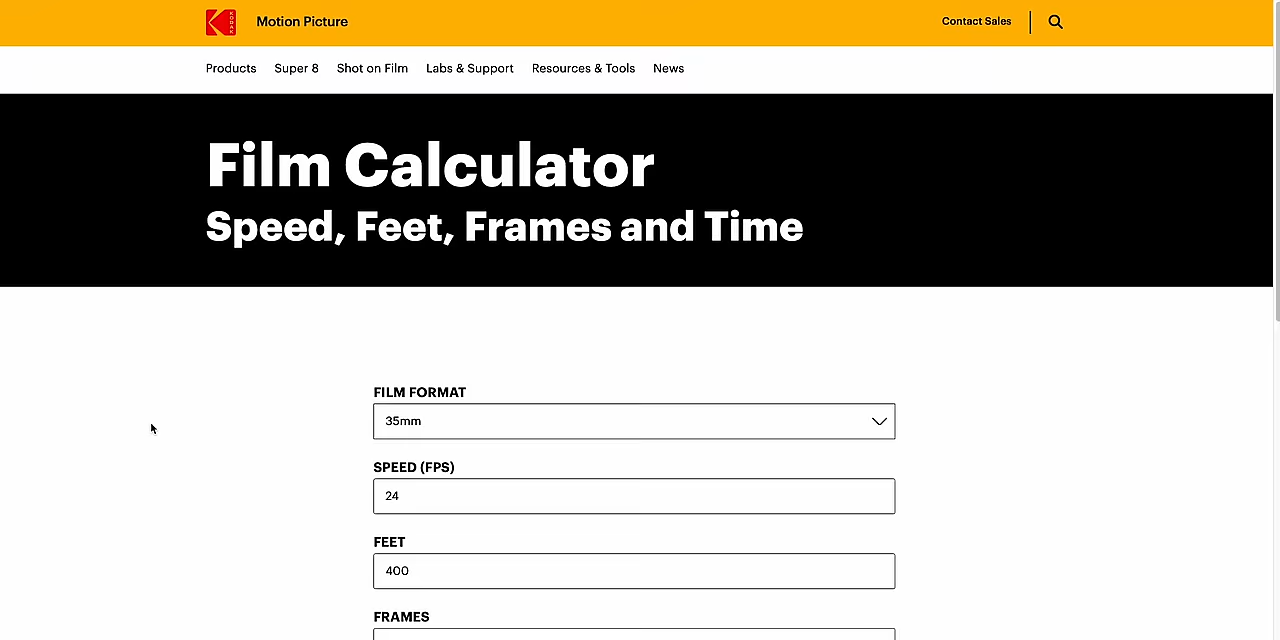 KODAK
Motion Picture
Contact Sales
Products Super 8 Shot on Film Labs & Support Resources & Tools News
Film Calculator
Speed, Feet, Frames and Time
FILM FORMAT
35mm
SPEED (FPS)
24
FEET
400
FRAMES